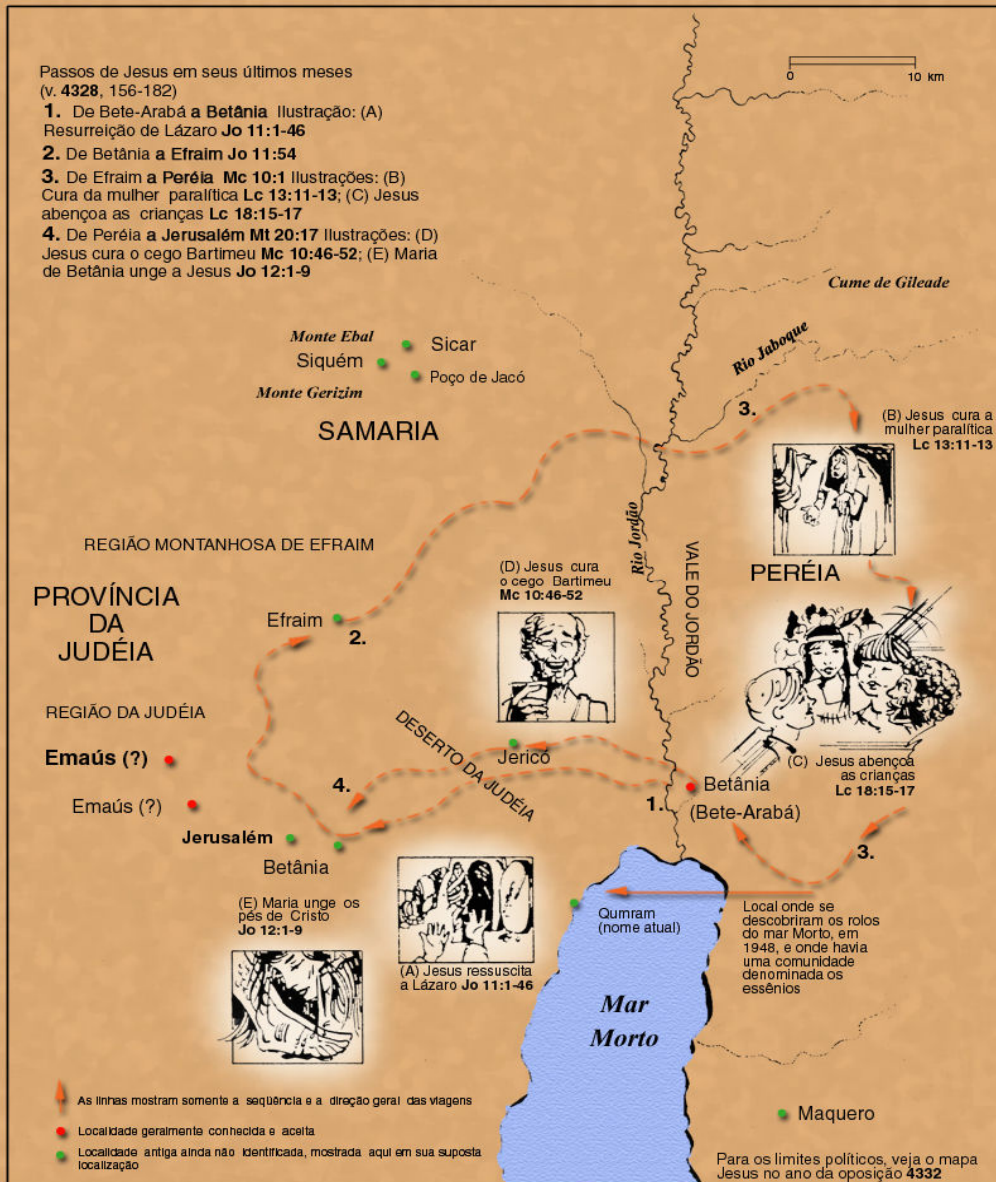 Passos de Jesus em seus últimos meses
(v. 4328, 156-182)
1. De Bete-Arabá a Betânia Ilustração: (A)
Resurreição de Lázaro Jo 11:1-46
2. De Betânia a Efraim Jo 11:54
3. De Efraim a Peréia Mc 10:1 Ilustrações: (B)
Cura da mulher paralítica Lc 13:11-13; (C) Jesus
abençoa as crianças Lc 18:15-17
4. De Peréia a Jerusalém Mt 20:17 Ilustrações: (D)
Jesus cura o cego Bartimeu Mc 10:46-52; (E) Maria
de Betânia unge a Jesus Jo 12:1-9
0 10 km
Cume de Gileade
Rio Jaboque
Monte Ebal
Sicar
Siquém
Poço de Jacó
Monte Gerizim
SAMARIA
3.
(B) Jesus cura a
mulher paralítica
Lc 13:11-13
Rio Jordão
VALE DO JORDÃO
REGIÃO MONTANHOSA DE EFRAIM
(D) Jesus cura
o cego Bartimeu
Mc 10:46-52
PERÉIA
PROVÍNCIA
DA
JUDÉIA
Efraim
2.
REGIÃO DA JUDÉIA
DESERTO DA JUDÉIA
Emaús (?)
Jericó
(C) Jesus abençoa
as crianças
Lc 18:15-17
4.
1.
Betânia
(Bete-Arabá)
Emaús (?)
Jerusalém
Betânia
3.
(E) Maria unge os
pés de Cristo
Jo 12:1-9
(A) Jesus ressuscita
a Lázaro Jo 11:1-46
Qumram
(nome atual)
Local onde se
descobriram os rolos
do mar Morto, em
1948, e onde havia
uma comunidade
denominada os
essênios
Mar
Morto
As linhas mostram somente a seqüência e a direção geral das viagens
Localidade geralmente conhecida e aceita
Localidade antiga ainda não identificada, mostrada aqui em sua suposta
localização
Maquero
Para os limites políticos, veja o mapa
Jesus no ano da oposição 4332